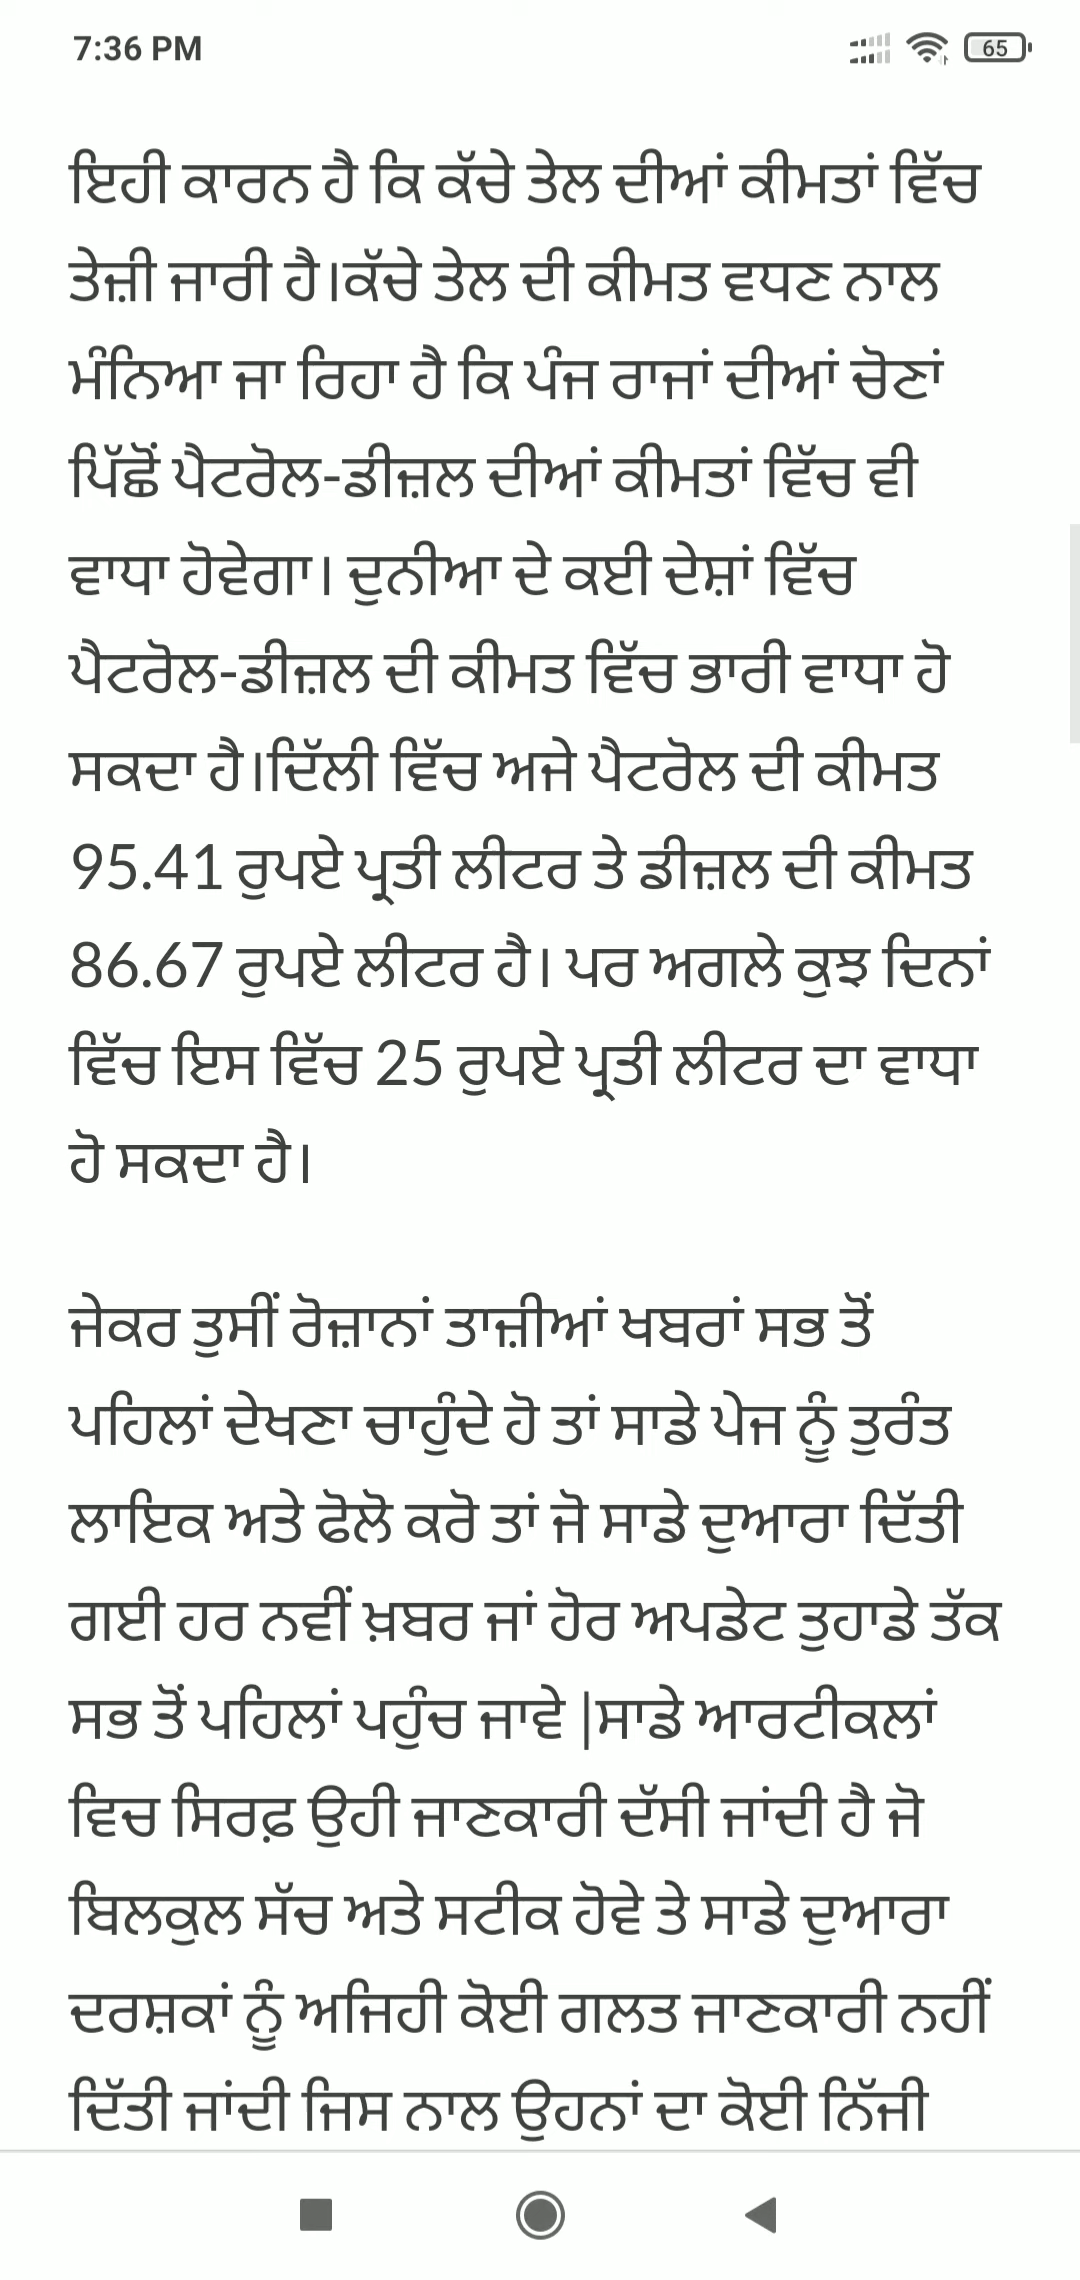 7:36 PM
65
ਇਹੀ ਕਾਰਨ ਹੈ ਕਿ ਕੱਚੇ ਤੇਲ ਦੀਆਂ ਕੀਮਤਾਂ ਵਿੱਚ
ਤੇਜ਼ੀ ਜਾਰੀ ਹੈ।ਕੱਚੇ ਤੇਲ ਦੀ ਕੀਮਤ ਵਧਣ ਨਾਲ
ਮੰਨਿਆ ਜਾ ਰਿਹਾ ਹੈ ਕਿ ਪੰਜ ਰਾਜਾਂ ਦੀਆਂ ਚੋਣਾਂ
ਪਿੱਛੋਂ ਪੈਟਰੋਲ-ਡੀਜ਼ਲ ਦੀਆਂ ਕੀਮਤਾਂ ਵਿੱਚ ਵੀ
ਵਾਧਾ ਹੋਵੇਗਾ। ਦੁਨੀਆ ਦੇ ਕਈ ਦੇਸ਼ਾਂ ਵਿੱਚ
ਪੈਟਰੋਲ-ਡੀਜ਼ਲ ਦੀ ਕੀਮਤ ਵਿੱਚ ਭਾਰੀ ਵਾਧਾ ਹੋ
ਸਕਦਾ ਹੈ।ਦਿੱਲੀ ਵਿੱਚ ਅਜੇ ਪੈਟਰੋਲ ਦੀ ਕੀਮਤ
95.41 ਰੁਪਏ ਪ੍ਰਤੀ ਲੀਟਰ ਤੇ ਡੀਜ਼ਲ ਦੀ ਕੀਮਤ
86.67 ਰੁਪਏ ਲੀਟਰ ਹੈ। ਪਰ ਅਗਲੇ ਕੁਝ ਦਿਨਾਂ
ਵਿੱਚ ਇਸ ਵਿੱਚ 25 ਰੁਪਏ ਪ੍ਰਤੀ ਲੀਟਰ ਦਾ ਵਾਧਾ
ਹੋ ਸਕਦਾ ਹੈ।
ਜੇਕਰ ਤੁਸੀਂ ਰੋਜ਼ਾਨਾਂ ਤਾਜ਼ੀਆਂ ਖਬਰਾਂ ਸਭ ਤੋਂ
ਪਹਿਲਾਂ ਦੇਖਣਾ ਚਾਹੁੰਦੇ ਹੋ ਤਾਂ ਸਾਡੇ ਪੇਜ ਨੂੰ ਤੁਰੰਤ
ਲਾਇਕ ਅਤੇ ਫੋਲੋ ਕਰੋ ਤਾਂ ਜੋ ਸਾਡੇ ਦੁਆਰਾ ਦਿੱਤੀ
ਗਈ ਹਰ ਨਵੀਂ ਖ਼ਬਰ ਜਾਂ ਹੋਰ ਅਪਡੇਟ ਤੁਹਾਡੇ ਤੱਕ
ਸਭ ਤੋਂ ਪਹਿਲਾਂ ਪਹੁੰਚ ਜਾਵੇ |ਸਾਡੇ ਆਰਟੀਕਲਾਂ
ਵਿਚ ਸਿਰਫ਼ ਉਹੀ ਜਾਣਕਾਰੀ ਦੱਸੀ ਜਾਂਦੀ ਹੈ ਜੋ
ਬਿਲਕੁਲ ਸੱਚ ਅਤੇ ਸਟੀਕ ਹੋਵੇ ਤੇ ਸਾਡੇ ਦੁਆਰਾ
ਦਰਸ਼ਕਾਂ ਨੂੰ ਅਜਿਹੀ ਕੋਈ ਗਲਤ ਜਾਣਕਾਰੀ ਨਹੀਂ
ਦਿੱਤੀ ਜਾਂਦੀ ਜਿਸ ਨਾਲ ਉਹਨਾਂ ਦਾ ਕੋਈ ਨਿੱਜੀ